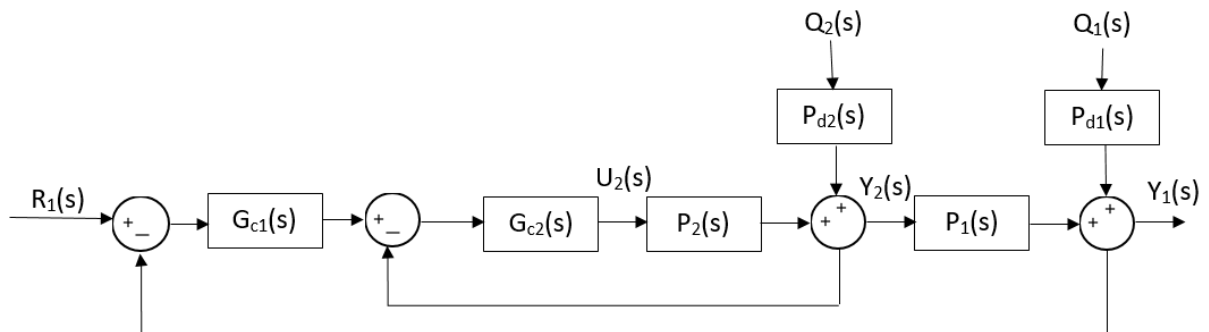 Q₂(s)
Q₁(s)
P_d2(s)
P_d1(s)
R₁(s)
+
−
G_c1(s)
+
−
G_c2(s)
U₂(s)
P₂(s)
+ +
Y₂(s)
P₁(s)
+ +
Y₁(s)